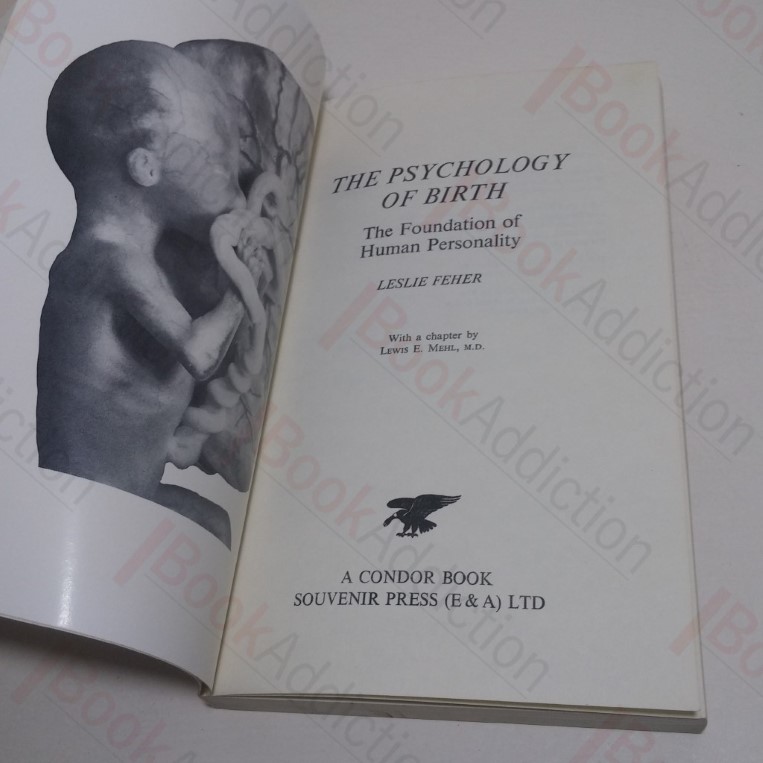 THE PSYCHOLOGY
OF BIRTH
The Foundation of
Human Personality
LESLIE FEHER
With a chapter by
LEWIS E. MEHL, M.D.
A CONDOR BOOK
SOUVENIR PRESS (E & A) LTD
BookAddiction